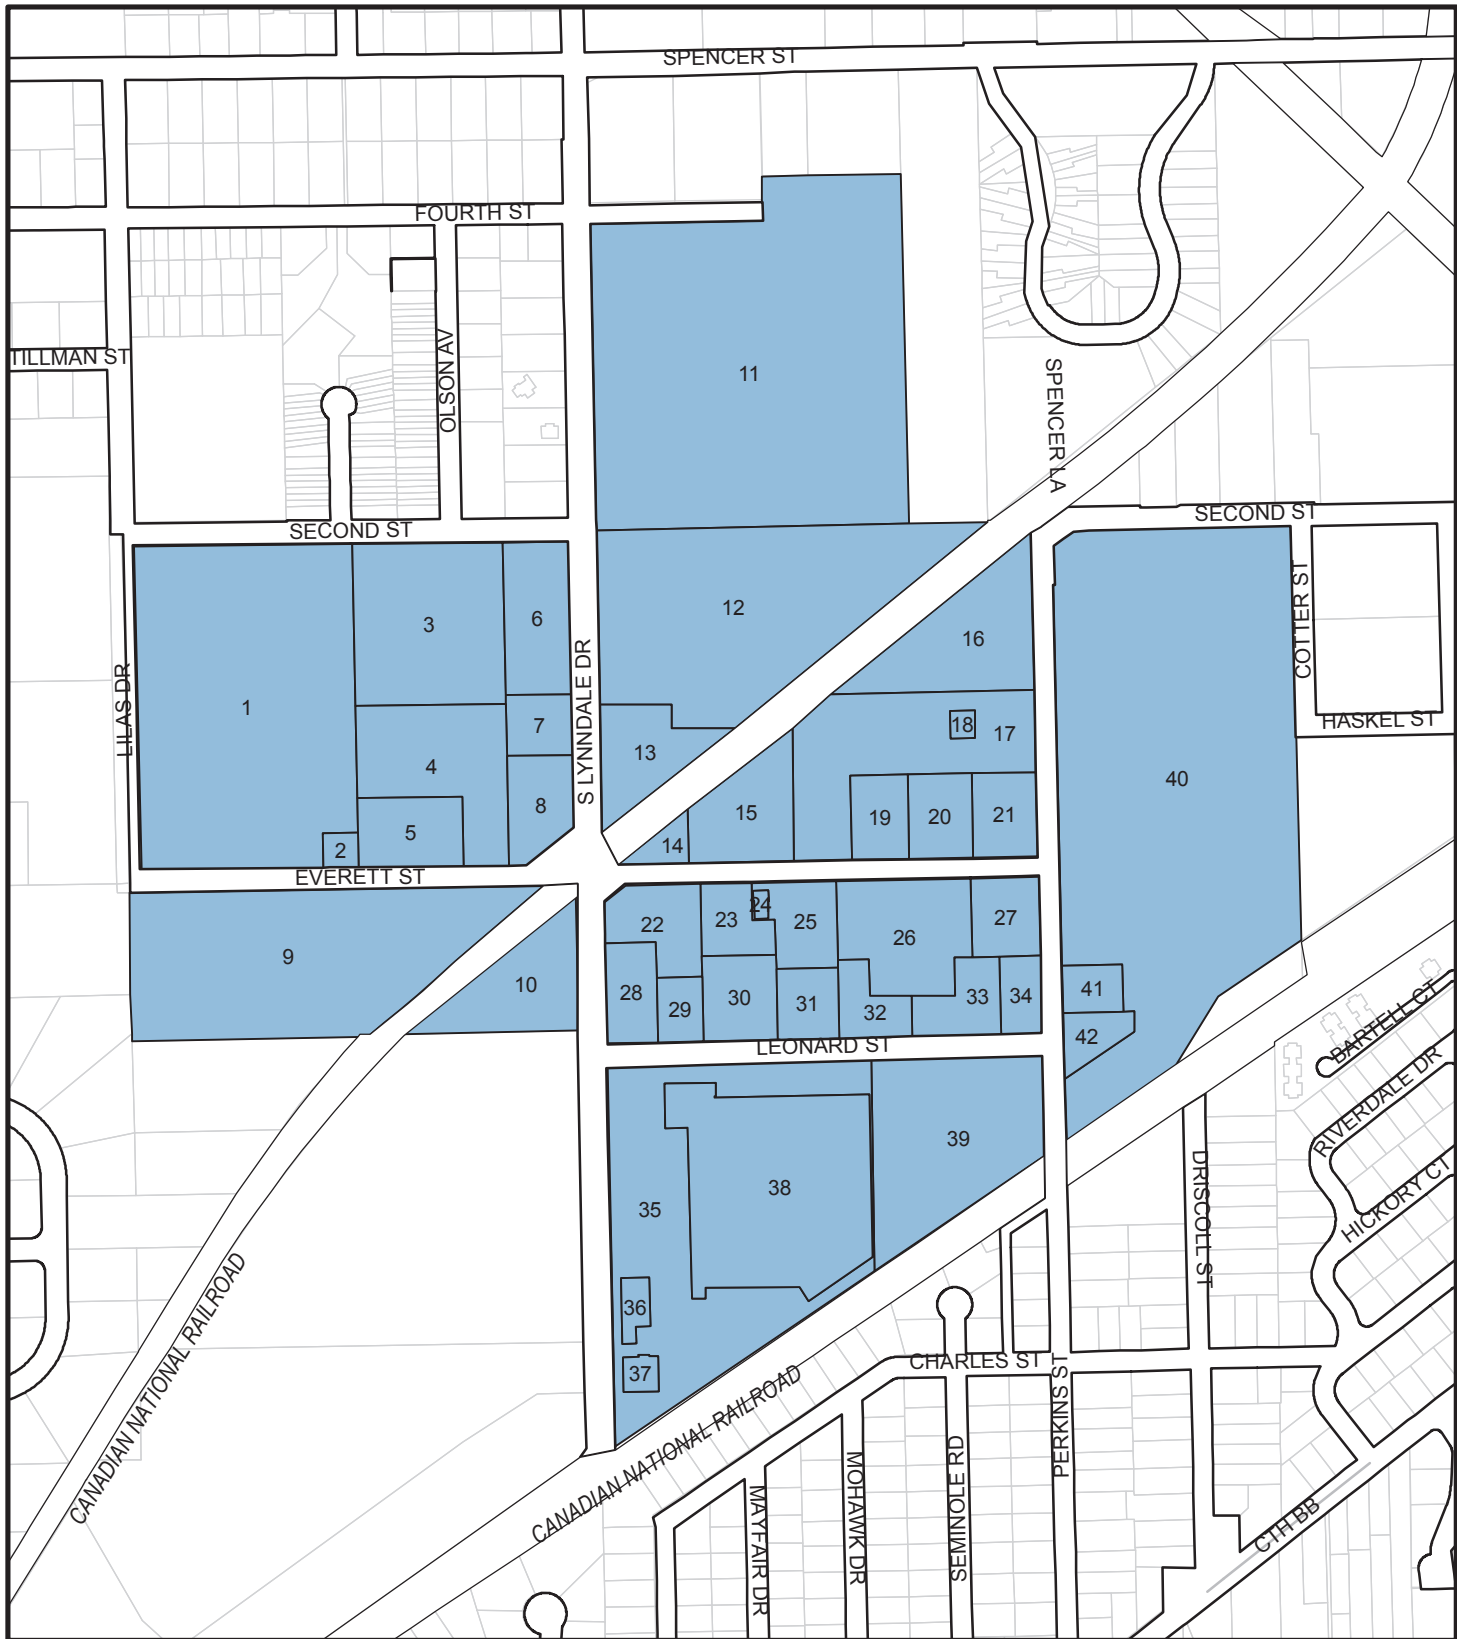 SPENCER ST
FOURTH ST
TILLMAN ST
OLSON AV
11
SPENCER LA
SECOND ST
SECOND ST
COTTER ST
HASKEL ST
LILAS DR
S LYNNDALE DR
1
3
6
12
16
7
13
18
17
4
40
8
5
2
15
14
19
20
21
EVERETT ST
9
10
22
23
24
25
26
27
28
29
30
31
32
33
34
41
42
LEONARD ST
BARTELL CT
RIVERDALE DR
HICKORY CT
DRISCOLL ST
35
38
39
36
37
CANADIAN NATIONAL RAILROAD
CANADIAN NATIONAL RAILROAD
CHARLES ST
PERKINS ST
MAYFAIR DR
MOHAWK DR
SEMINOLE RD
CTH BB